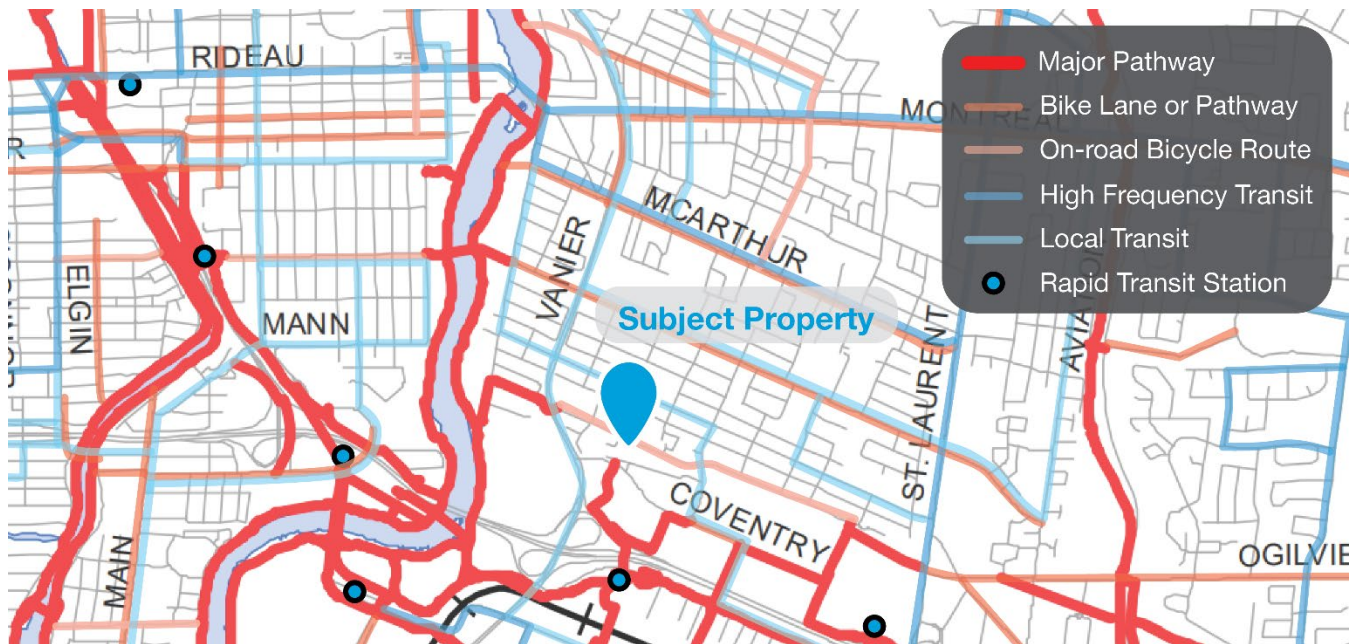 RIDEAU
MONTREAL
MCARTHUR
VANIER
ELGIN
MANN
Subject Property
ST. LAURENT
AVIATION
COVENTRY
OGILVIE
MAIN
Major Pathway
Bike Lane or Pathway
On-road Bicycle Route
High Frequency Transit
Local Transit
Rapid Transit Station